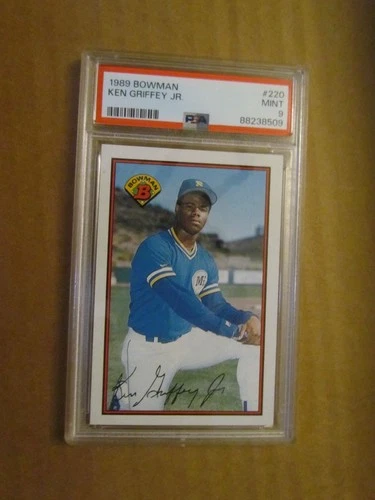 1989 BOWMAN #220
KEN GRIFFEY JR. MINT 9
PSA 88238509
BOWMAN
B
M
Ken Griffey Jr.